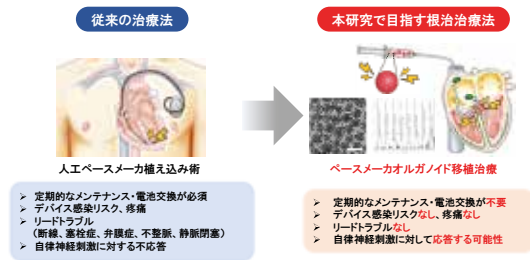 従来の治療法
本研究で目指す根治治療法
人工ペースメーカ植え込み術
ペースメーカオルガノイド移植治療
➢ 定期的なメンテナンス・電池交換が必須
➢ デバイス感染リスク、疼痛
➢ リードトラブル
（断線、塞栓症、弁膜症、不整脈、静脈閉塞）
➢ 自律神経刺激に対する不応答
➢ 定期的なメンテナンス・電池交換が不要
➢ デバイス感染リスクなし、疼痛なし
➢ リードトラブルなし
➢ 自律神経刺激に対して応答する可能性